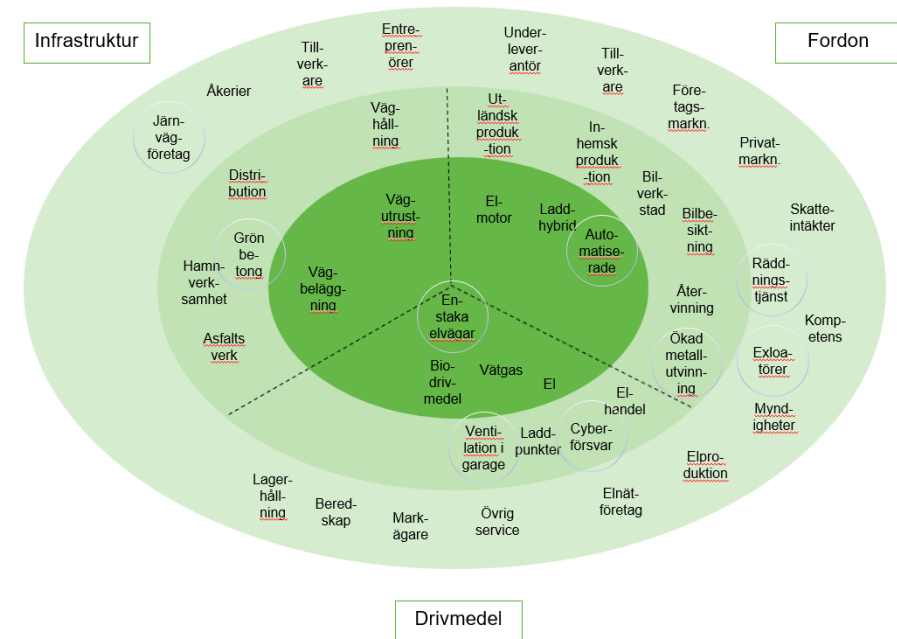 Infrastruktur
Fordon
Entre-
pren-
örer
Under-
lever-
antör
Till-
verk-
are
Till-
verk-
are
Åkerier
Före-
tags-
markn.
Järn-
väg-
företag
Väg-
håll-
ning
Ut-
ländsk
produk
-tion
In-
hemsk
produk
-tion
Privat-
markn.
Distri-
bution
Bil-
verk-
stad
Väg-
utrust-
ning
El-
motor
Ladd-
hybrid
Bilbe-
sikt-
ning
Skatte-
intäkter
Grön
be-
tong
Auto-
matise-
rade
Hamn-
verk-
samhet
Väg-
belägg-
ning
Rädd-
nings-
tjänst
Åter-
vinning
En-
staka
elvägar
Komp-
etens
Asfalts
verk
Ökad
metall-
utvinn-
ing
Exloa-
törer
Bio-
driv-
medel
Vätgas
El
El-
handel
Mynd-
igheter
Venti-
lation i
garage
Ladd-
punkter
Cyber-
försvar
Elpro-
duktion
Lager-
håll-
ning
Bered-
skap
Mark-
ägare
Övrig
service
Elnät-
företag
Drivmedel